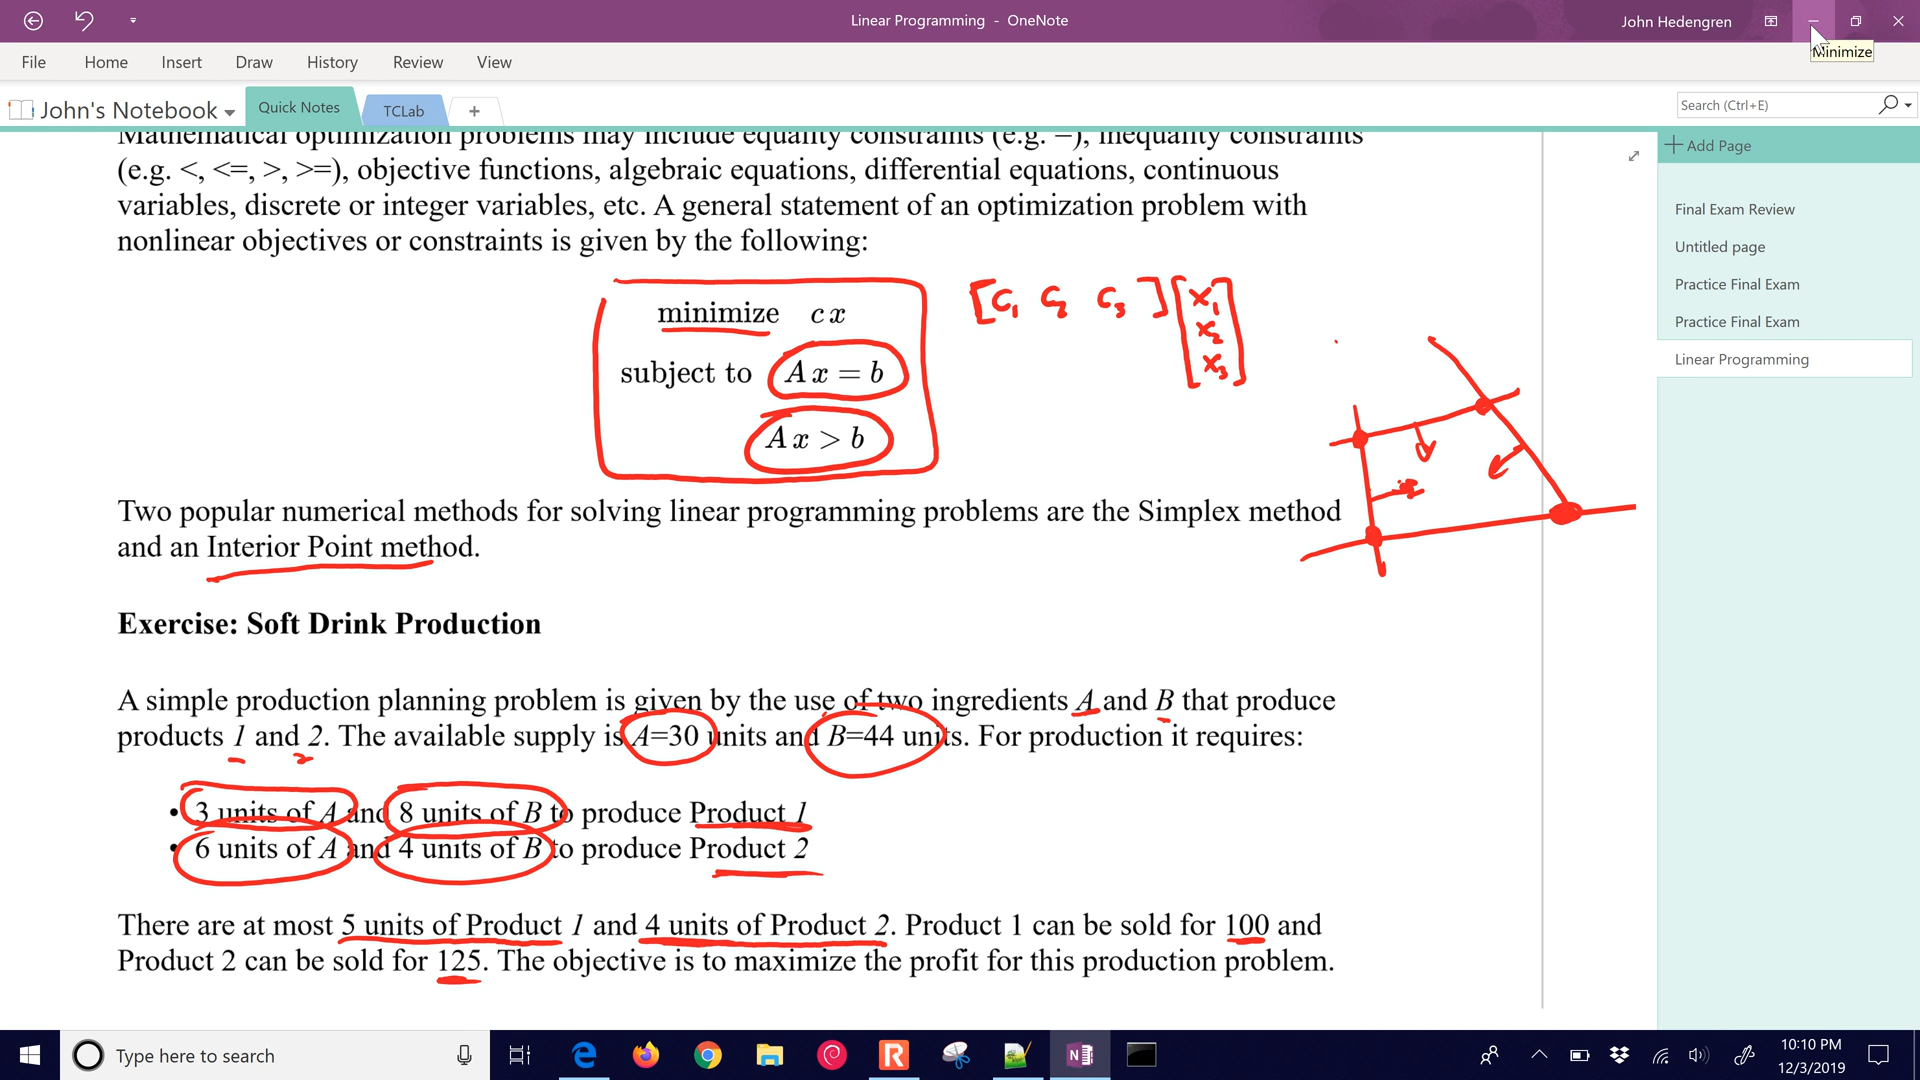 Linear Programming - OneNote
John Hedengren
Minimize
File Home Insert Draw History Review View
John's Notebook
Quick Notes
TCLab
+
Search (Ctrl+E)
Mathematical optimization problems may include equality constraints (e.g. =), inequality constraints
(e.g. <, <=, >, >=), objective functions, algebraic equations, differential equations, continuous
variables, discrete or integer variables, etc. A general statement of an optimization problem with
nonlinear objectives or constraints is given by the following:
minimize c x
subject to A x = b
A x > b
[C₁ C₂ C₃] [X₁
X₂
X₃]
Two popular numerical methods for solving linear programming problems are the Simplex method
and an Interior Point method.
Exercise: Soft Drink Production
A simple production planning problem is given by the use of two ingredients A and B that produce
products 1 and 2. The available supply is A=30 units and B=44 units. For production it requires:
• 3 units of A and 8 units of B to produce Product 1
• 6 units of A and 4 units of B to produce Product 2
There are at most 5 units of Product 1 and 4 units of Product 2. Product 1 can be sold for 100 and
Product 2 can be sold for 125. The objective is to maximize the profit for this production problem.
+ Add Page
Final Exam Review
Untitled page
Practice Final Exam
Practice Final Exam
Linear Programming
Type here to search
10:10 PM
12/3/2019